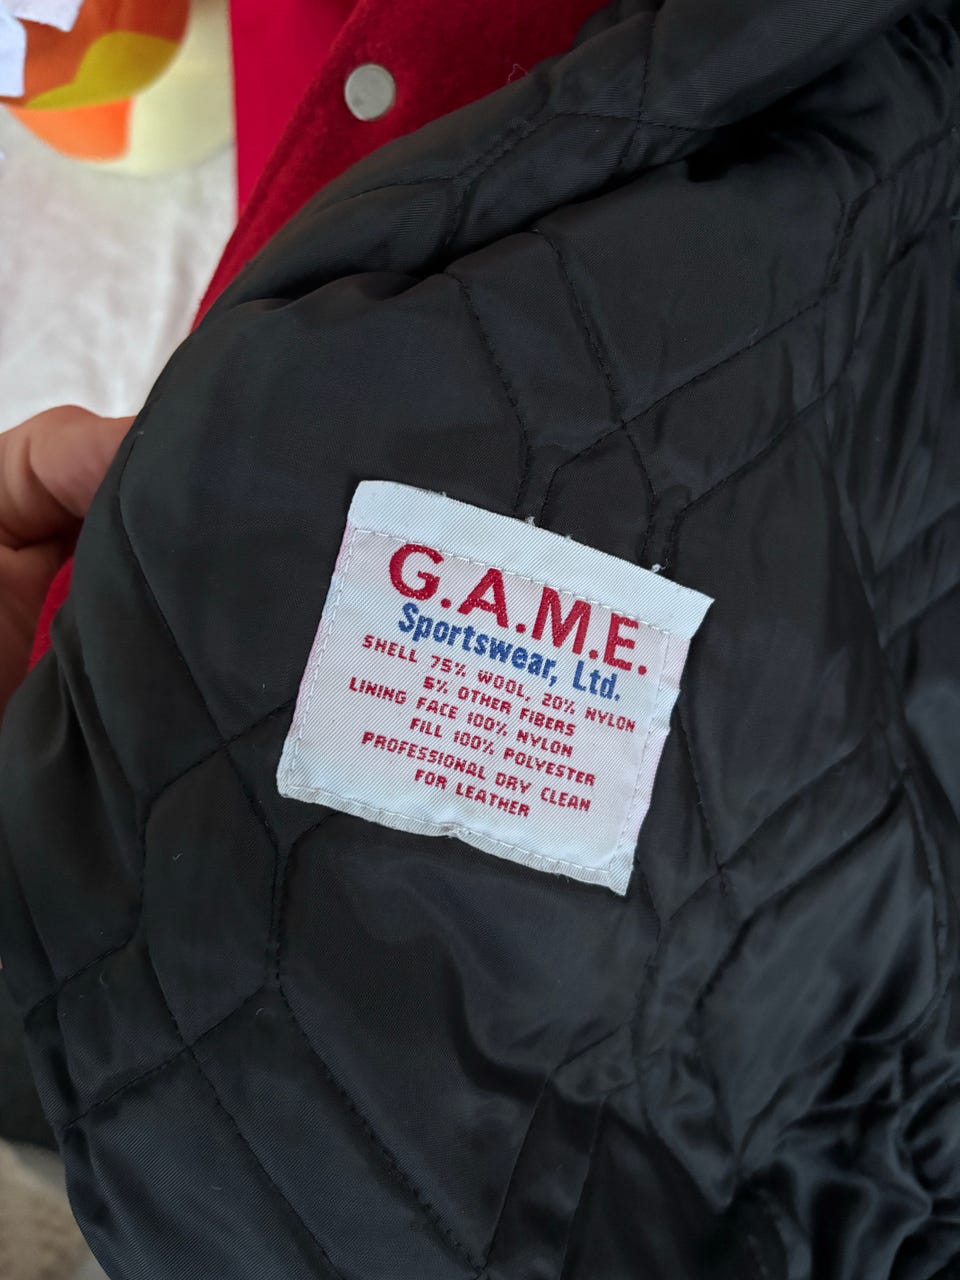 G.A.M.E.
Sportswear, Ltd.
SHELL 75% WOOL, 20% NYLON
5% OTHER FIBERS
LINING FACE 100% NYLON
FILL 100% POLYESTER
PROFESSIONAL DRY CLEAN
FOR LEATHER